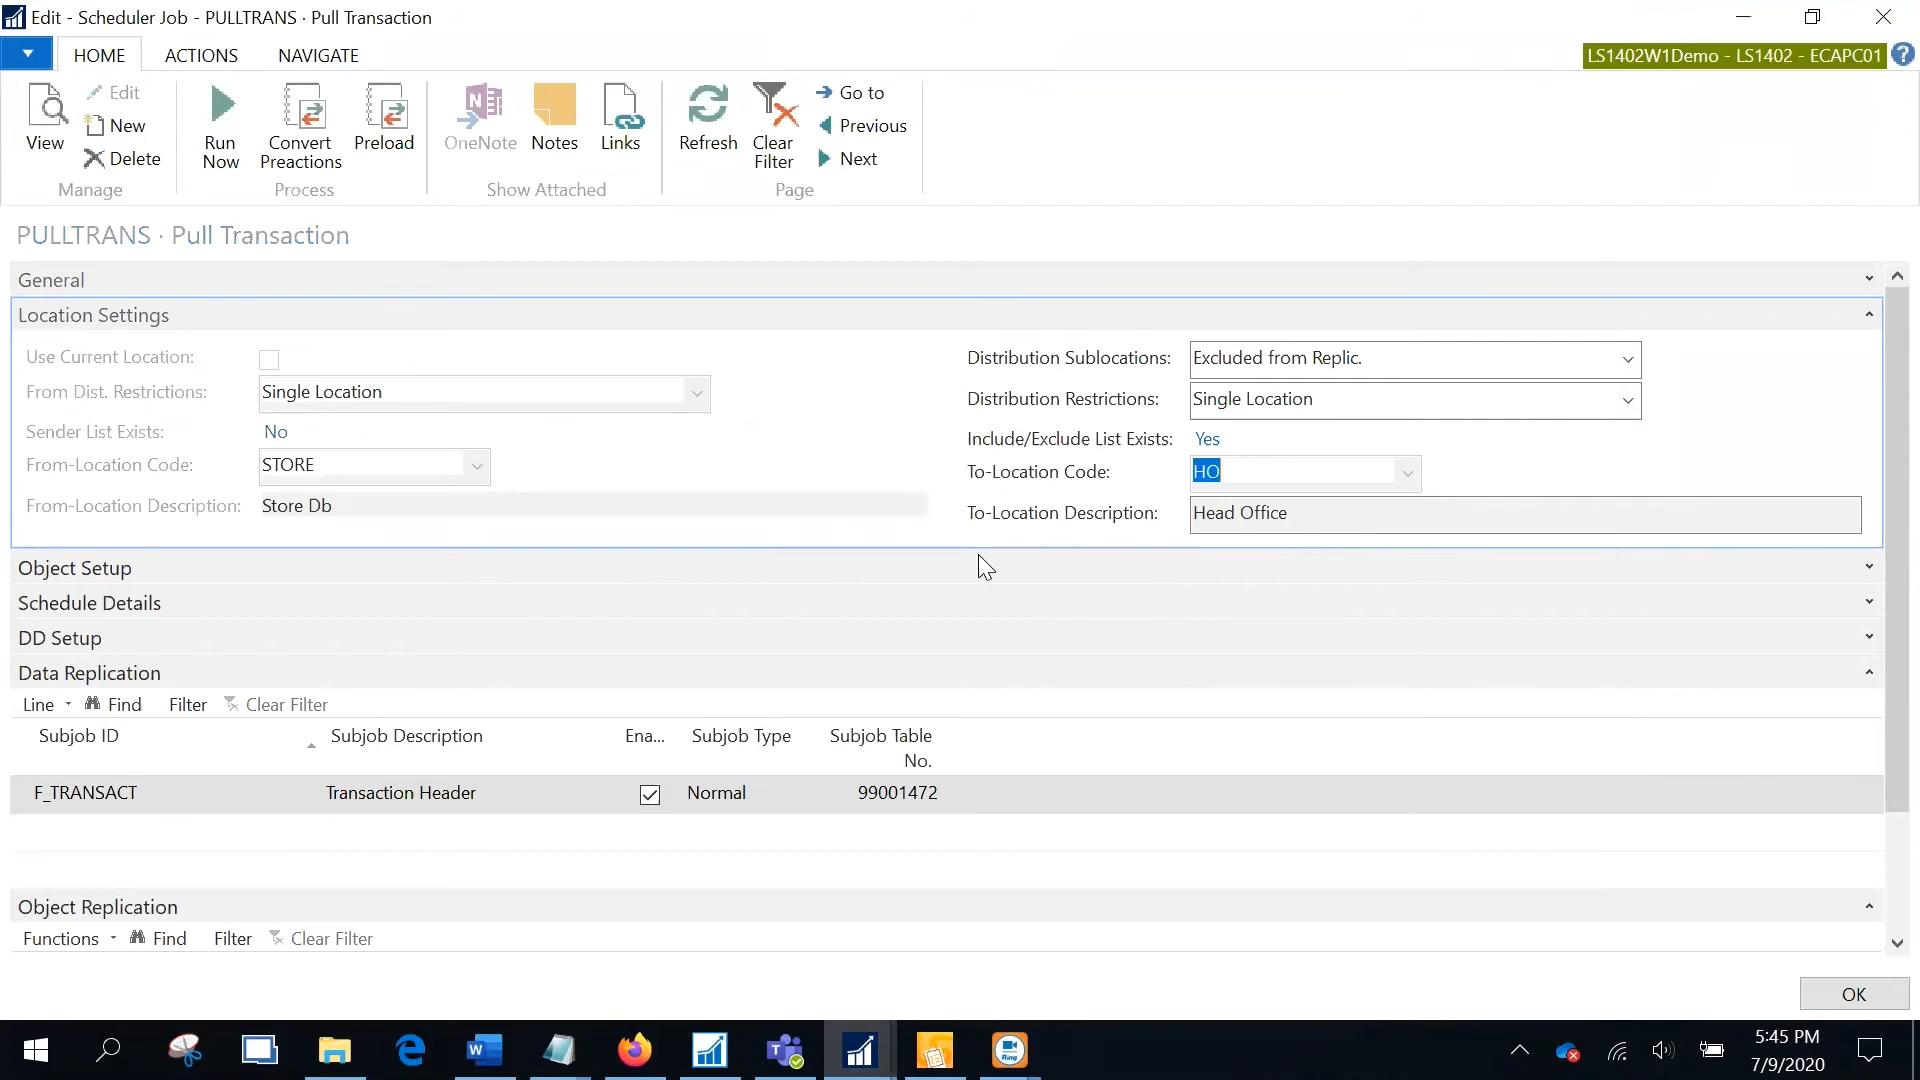 Edit - Scheduler Job - PULLTRANS · Pull Transaction
HOME ACTIONS NAVIGATE
LS1402W1Demo - LS1402 - ECAPC01
View
Edit
New
Delete
Manage
Run Now
Convert Preactions
Preload
Process
OneNote
Notes
Links
Show Attached
Refresh
Clear Filter
Go to
Previous
Next
Page
PULLTRANS · Pull Transaction
General
Location Settings
Use Current Location:
From Dist. Restrictions: Single Location
Sender List Exists: No
From-Location Code: STORE
From-Location Description: Store Db
Distribution Sublocations: Excluded from Replic.
Distribution Restrictions: Single Location
Include/Exclude List Exists: Yes
To-Location Code: HO
To-Location Description: Head Office
Object Setup
Schedule Details
DD Setup
Data Replication
Line Find Filter Clear Filter
Subjob ID Subjob Description Ena... Subjob Type Subjob Table No.
F_TRANSACT Transaction Header Normal 99001472
Object Replication
Functions Find Filter Clear Filter
OK
Ring
5:45 PM
7/9/2020